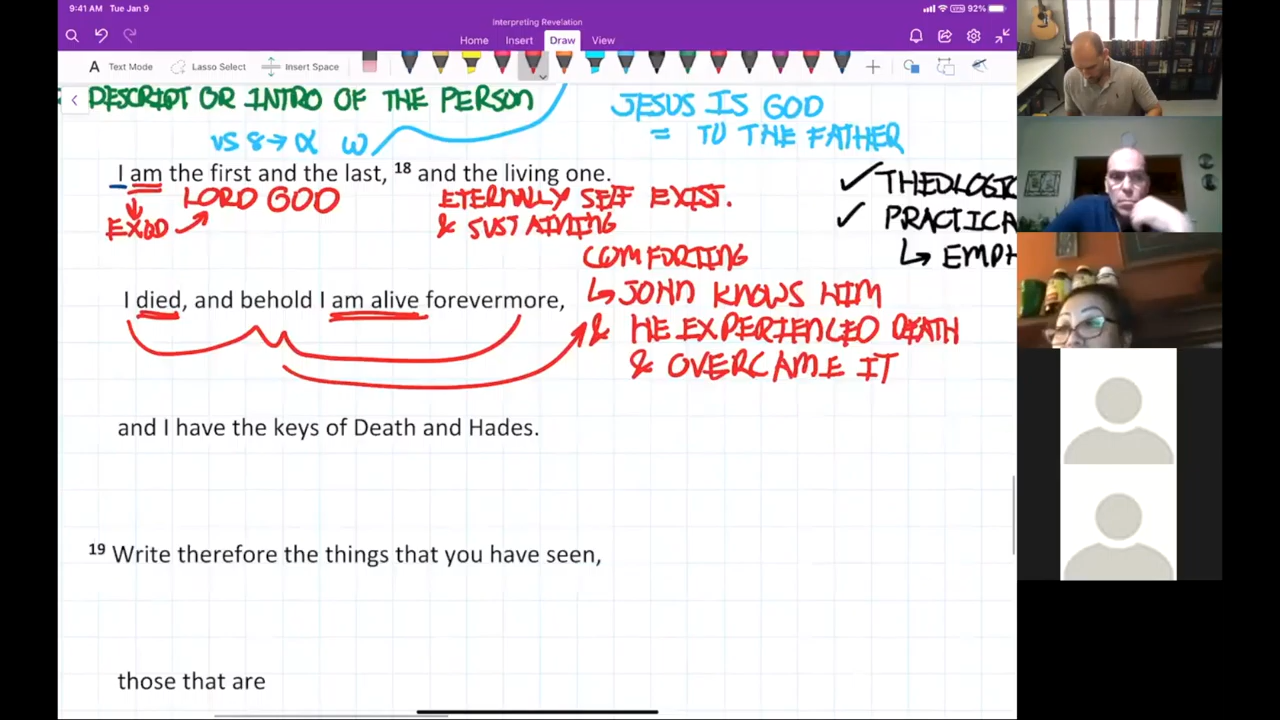 9:41 AM Tue Jan 9
VPN 92%
Interpreting Revelation
Home Insert Draw View
A Text Mode Lasso Select Insert Space
DESCRIPT OR INTRO OF THE PERSON
JESUS IS GOD
= TO THE FATHER
VS 8 → α ω
I am the first and the last, 18 and the living one.
LORD GOD
EXOD
ETERNALLY SELF EXIST.
& SUSTAINING
✓ THEOLOGIC
✓ PRACTICA
↳ EMPH
COMFORTING
I died, and behold I am alive forevermore,
↳ JOHN KNOWS HIM
& HE EXPERIENCED DEATH
& OVERCAME IT
and I have the keys of Death and Hades.
19 Write therefore the things that you have seen,
those that are